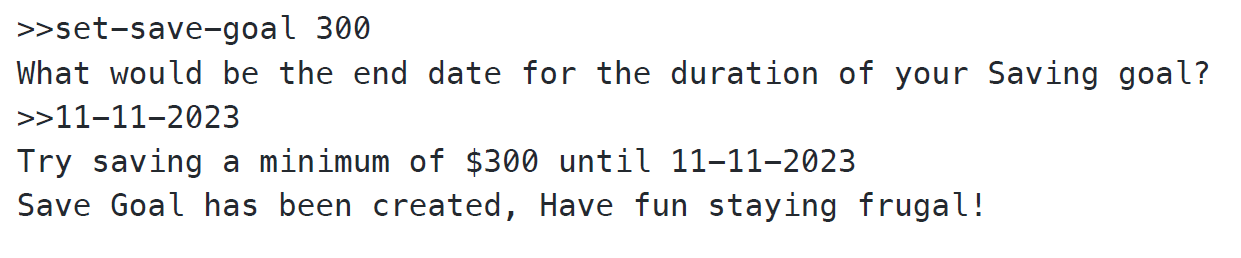 >>set-save-goal 300
What would be the end date for the duration of your Saving goal?
>>11-11-2023
Try saving a minimum of $300 until 11-11-2023
Save Goal has been created, Have fun staying frugal!